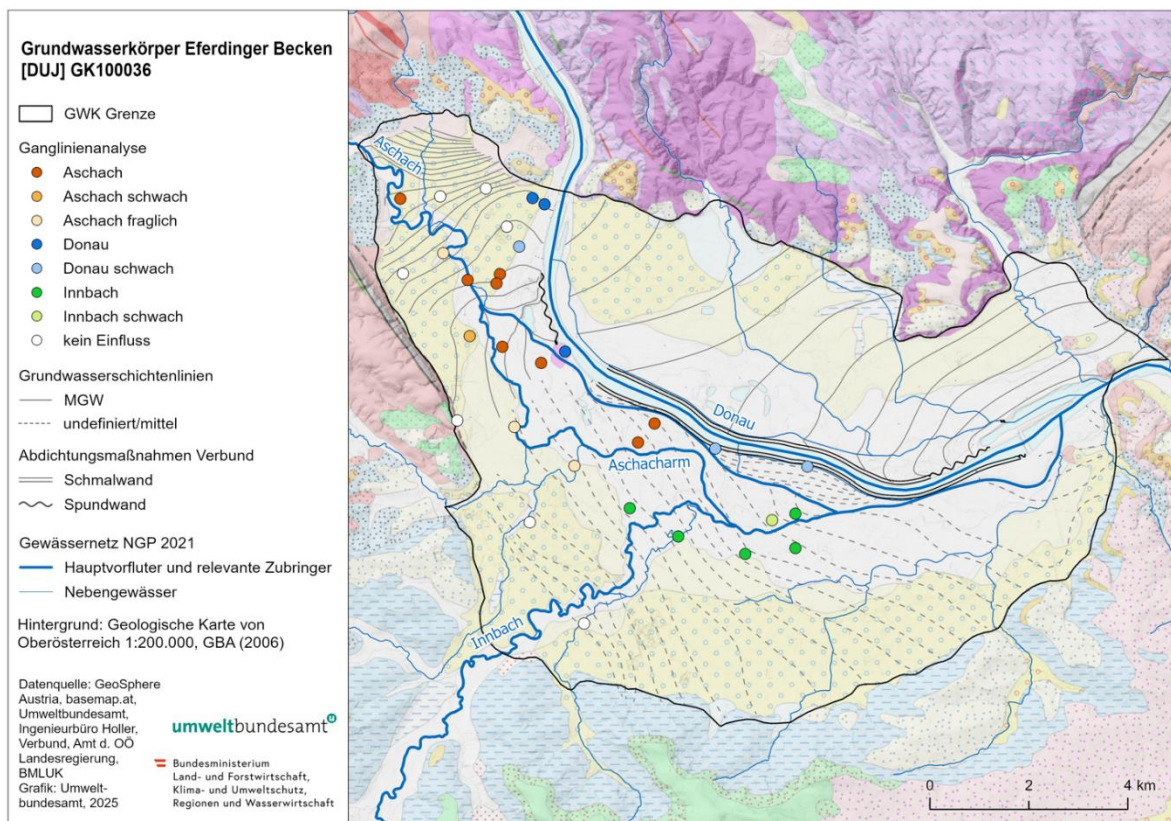 Grundwasserkörper Eferdinger Becken
[DUJ] GK100036
GWK Grenze
Ganglinienanalyse
Aschach
Aschach schwach
Aschach fraglich
Donau
Donau schwach
Innbach
Innbach schwach
kein Einfluss
Grundwasserschichtenlinien
MGW
undefiniert/mittel
Abdichtungsmaßnahmen Verbund
Schmalwand
Spundwand
Gewässernetz NGP 2021
Hauptvorfluter und relevante Zubringer
Nebengewässer
Hintergrund: Geologische Karte von
Oberösterreich 1:200.000, GBA (2006)
Datenquelle: GeoSphere
Austria, basemap.at,
Umweltbundesamt,
Ingenieurbüro Holler,
Verbund, Amt d. OÖ
Landesregierung,
BMLUK
Grafik: Umwelt-
bundesamt, 2025
umweltbundesamt
u
Bundesministerium
Land- und Forstwirtschaft,
Klima- und Umweltschutz,
Regionen und Wasserwirtschaft
Aschach
Donau
Aschacharm
Innbach
0 2 4 km